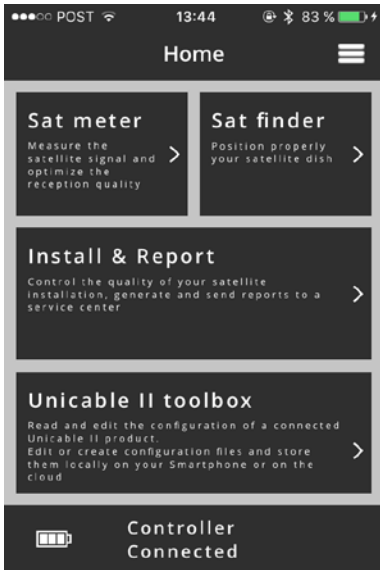 POST 13:44 83 %
Home
Sat meter
Measure the
satellite signal and
optimize the
reception quality
Sat finder
Position properly
your satellite dish
Install & Report
Control the quality of your satellite
installation, generate and send reports to a
service center
Unicable II toolbox
Read and edit the configuration of a connected
Unicable II product.
Edit or create configuration files and store
them locally on your Smartphone or on the
cloud
Controller
Connected